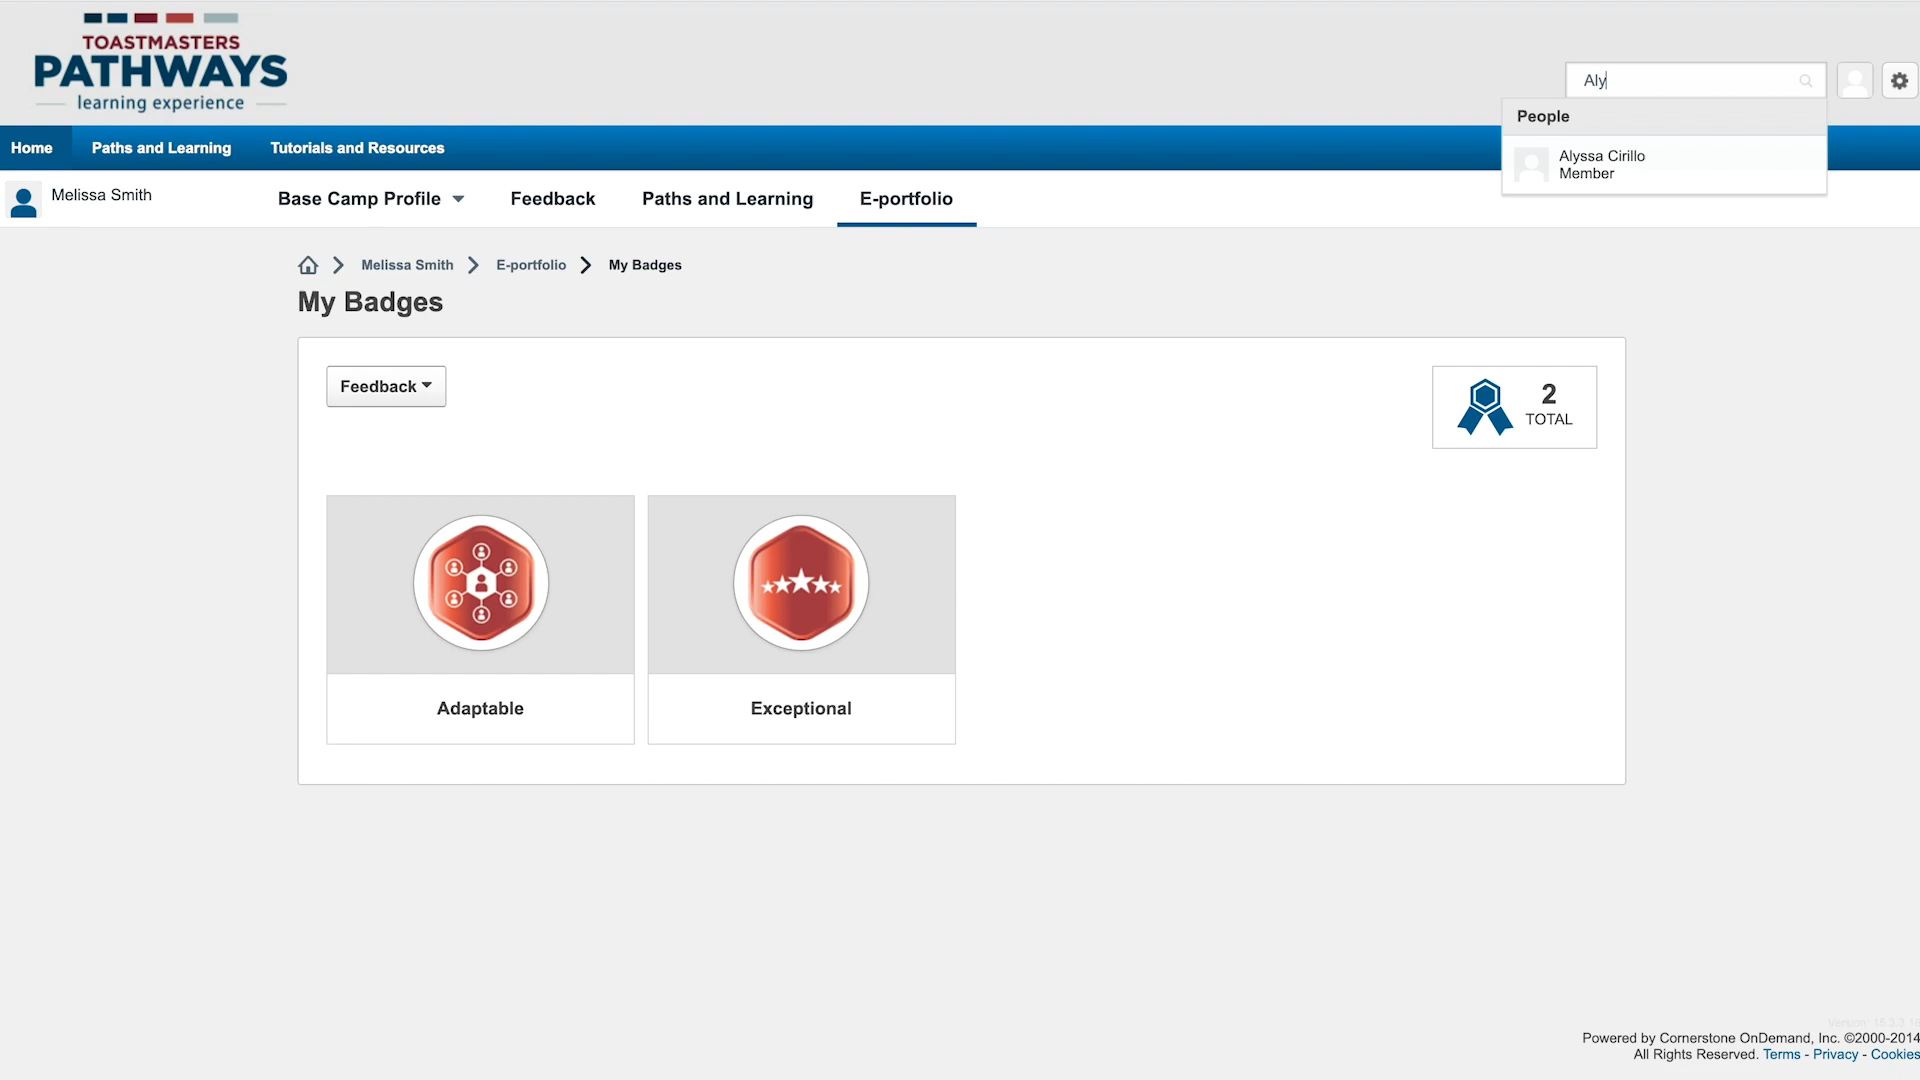 TOASTMASTERS
PATHWAYS
learning experience
Aly
People
Alyssa Cirillo
Member
Home
Paths and Learning
Tutorials and Resources
Melissa Smith
Base Camp Profile
Feedback
Paths and Learning
E-portfolio
Melissa Smith
E-portfolio
My Badges
My Badges
Feedback
2
TOTAL
Adaptable
Exceptional
Powered by Cornerstone OnDemand, Inc. ©2000-2014
All Rights Reserved. Terms - Privacy - Cookies